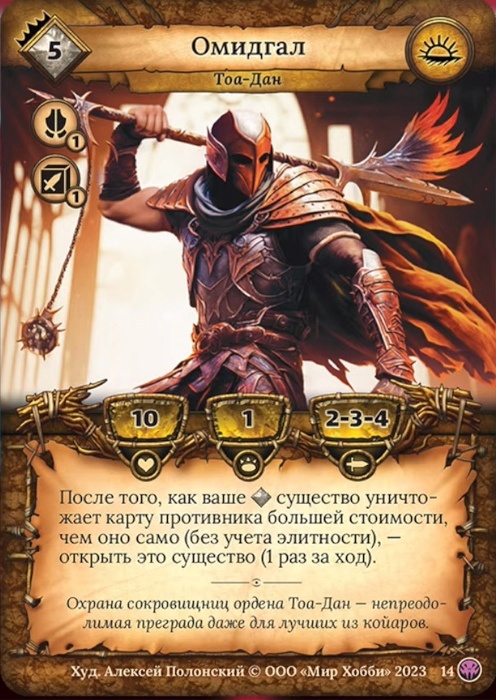 5
Омидгал
Тоа-Дан
1
1
10
1
2-3-4
После того, как ваше существо уничто-
жает карту противника большей стоимости,
чем оно само (без учета элитности), —
открыть это существо (1 раз за ход).
Охрана сокровищниц ордена Тоа-Дан — непреодо-
лимая преграда даже для лучших из койаров.
Худ. Алексей Полонский © ООО «Мир Хобби» 2023 14